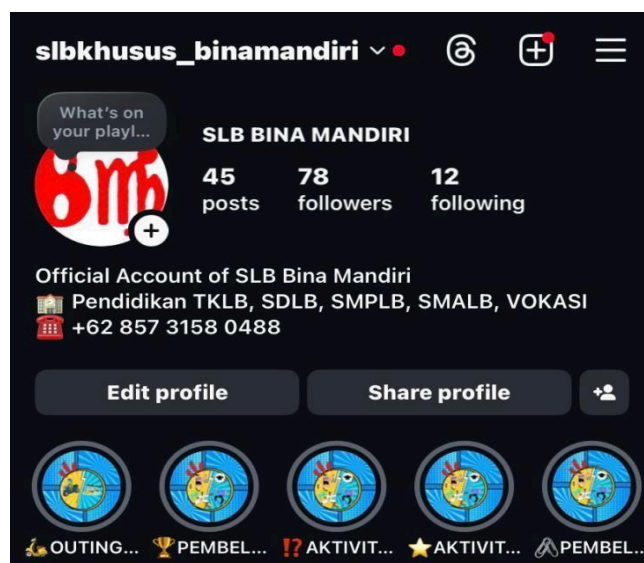 slbkhusus_binamandiri
What's on
your playl...
SLB BINA MANDIRI
45 78 12
posts followers following
Official Account of SLB Bina Mandiri
🏫 Pendidikan TKLB, SDLB, SMPLB, SMALB, VOKASI
☎️ +62 857 3158 0488
Edit profile Share profile
🛵OUTING... 🏆PEMBEL... ⁉️AKTIVIT... ⭐AKTIVIT... 🖇️PEMBEL...